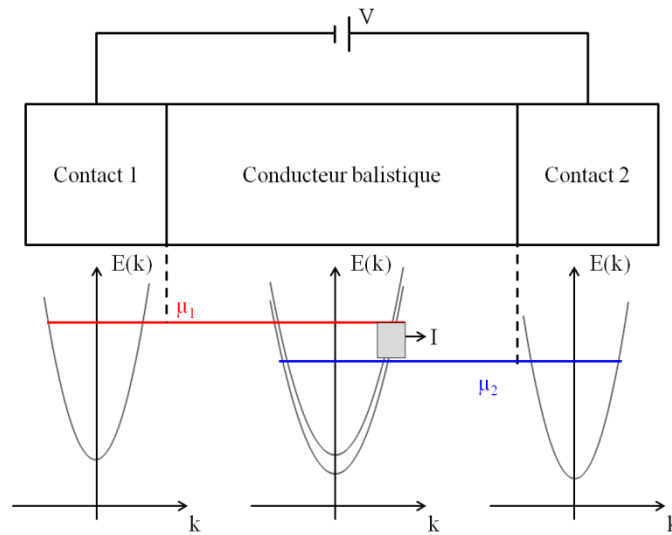 V
Contact 1
Conducteur balistique
Contact 2
E(k)
E(k)
E(k)
μ1
I
μ2
k
k
k